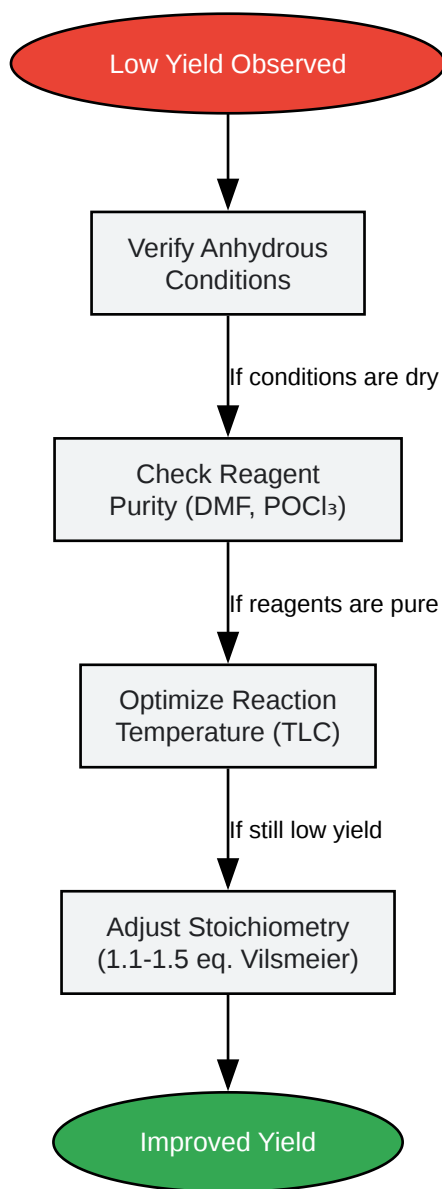 Low Yield Observed
Verify Anhydrous
Conditions
If conditions are dry
Check Reagent
Purity (DMF, POCl₃)
If reagents are pure
Optimize Reaction
Temperature (TLC)
If still low yield
Adjust Stoichiometry
(1.1-1.5 eq. Vilsmeier)
Improved Yield